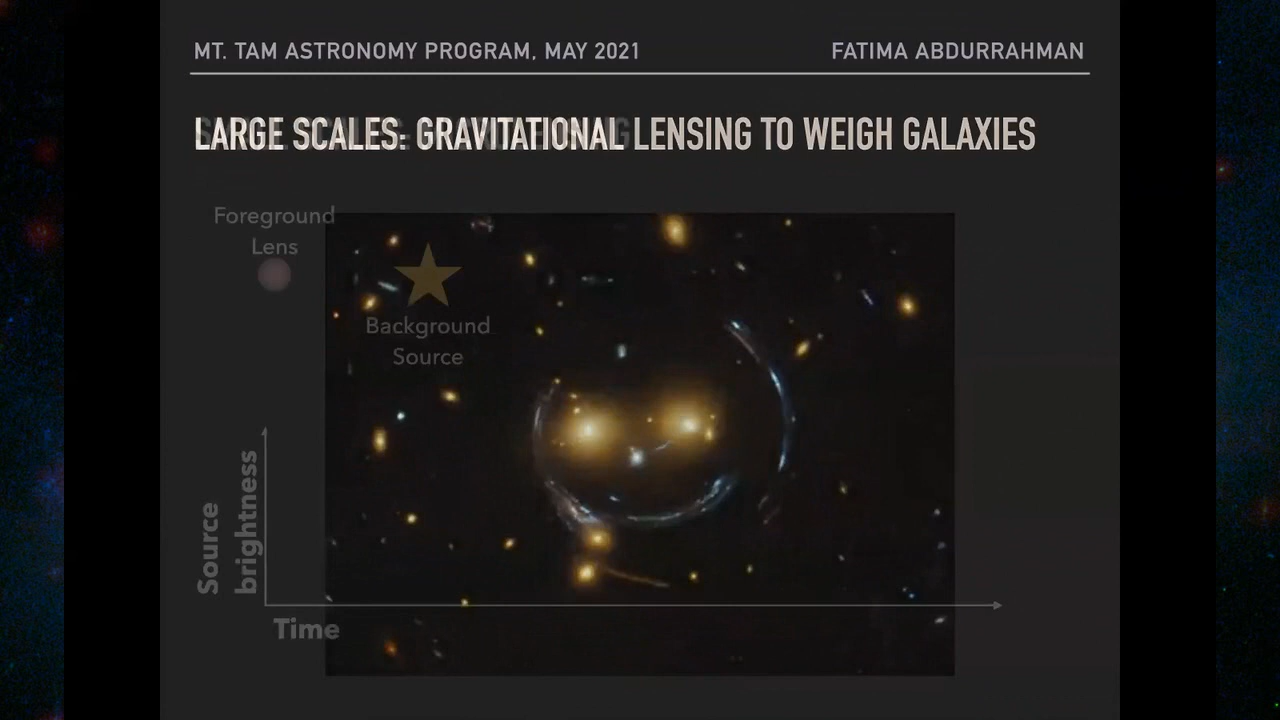 MT. TAM ASTRONOMY PROGRAM, MAY 2021
FATIMA ABDURRAHMAN
LARGE SCALES: GRAVITATIONAL LENSING TO WEIGH GALAXIES
Foreground
Lens
Background
Source
Source
brightness
Time